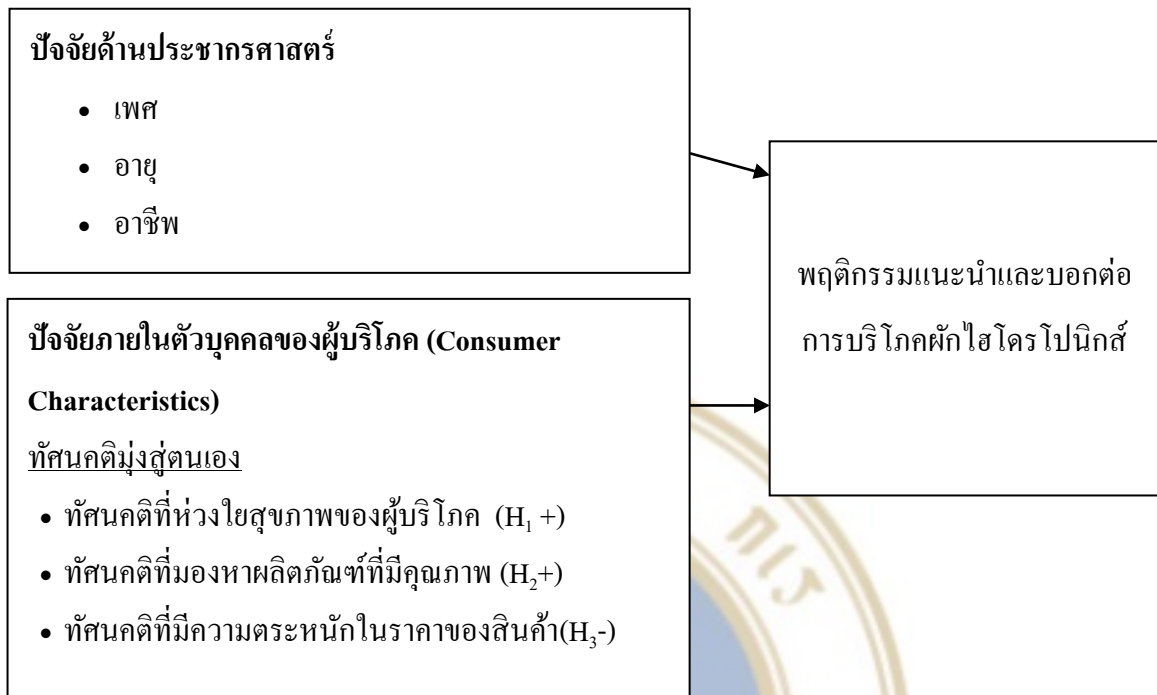 ปัจจัยด้านประชากรศาสตร์
• เพศ
• อายุ
• อาชีพ
ปัจจัยภายในตัวบุคคลของผู้บริโภค (Consumer
Characteristics)
ทัศนคติมุ่งสู่ตนเอง
• ทัศนคติที่ห่วงใยสุขภาพของผู้บริโภค (H₁ +)
• ทัศนคติที่มองหาผลิตภัณฑ์ที่มีคุณภาพ (H₂+)
• ทัศนคติที่มีความตระหนักในราคาของสินค้า(H₃-)
พฤติกรรมแนะนำและบอกต่อ
การบริโภคผักไฮโดรโปนิกส์